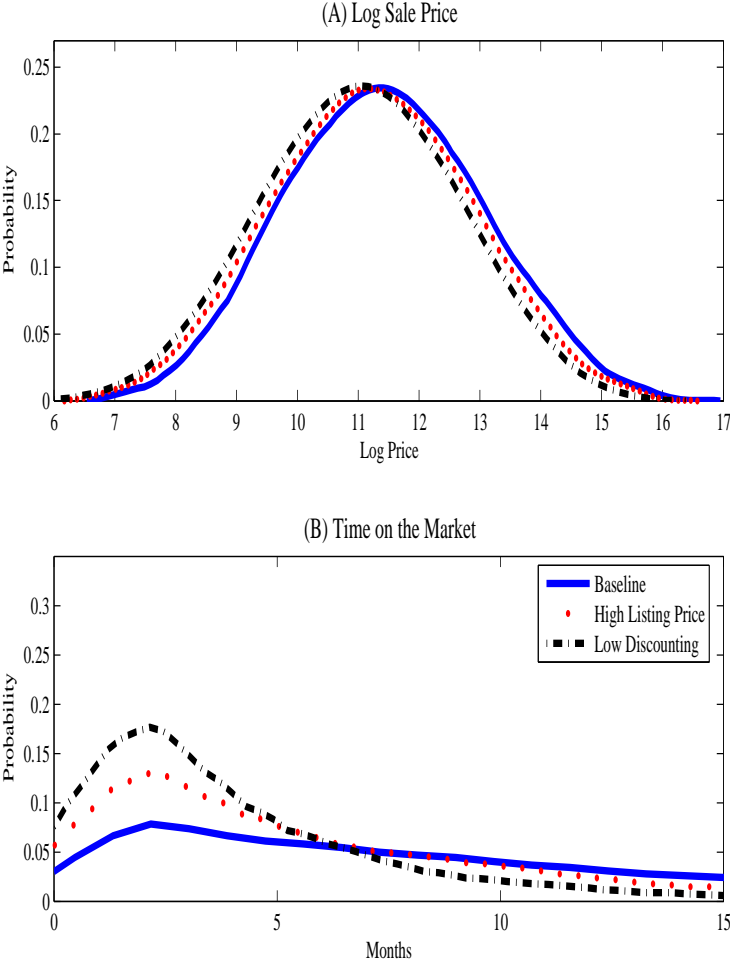 (A) Log Sale Price
0.25
0.2
0.15
0.1
0.05
0
Probability
6 7 8 9 10 11 12 13 14 15 16 17
Log Price
(B) Time on the Market
0.3
0.25
0.2
0.15
0.1
0.05
0
Probability
Baseline
High Listing Price
Low Discounting
0 5 10 15
Months